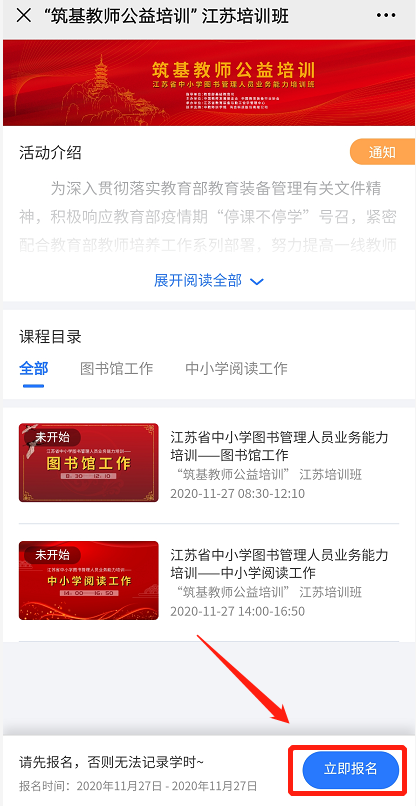 “筑基教师公益培训” 江苏培训班
筑基教师公益培训
江苏省中小学图书管理人员业务能力培训班
活动介绍
通知
为深入贯彻落实教育部教育装备管理有关文件精
神，积极响应教育部疫情期“停课不停学”号召，紧密
配合教育部教师培养工作系列部署，努力提高一线教师
展开阅读全部
课程目录
全部
图书馆工作
中小学阅读工作
未开始
江苏省中小学图书管理人员业务能力培训——
图书馆工作
8:30——12:10
江苏省中小学图书管理人员业务能力
培训——图书馆工作
“筑基教师公益培训” 江苏培训班
2020-11-27 08:30-12:10
未开始
江苏省中小学图书管理人员业务能力培训——
中小学阅读工作
14:00——16:50
江苏省中小学图书管理人员业务能力
培训——中小学阅读工作
“筑基教师公益培训” 江苏培训班
2020-11-27 14:00-16:50
请先报名，否则无法记录学时~
报名时间：2020年11月27日 - 2020年11月27日
立即报名